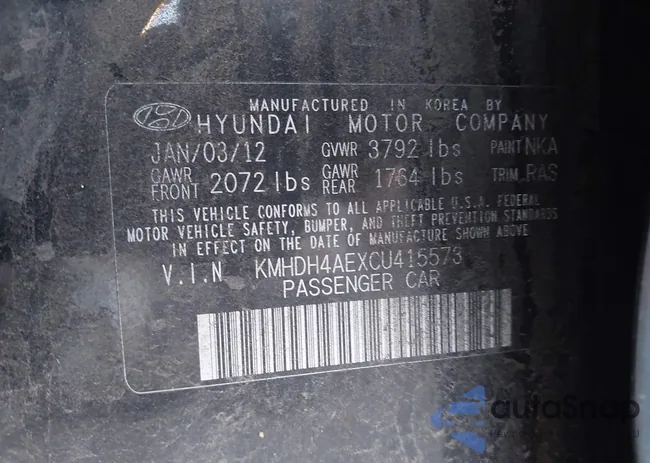 MANUFACTURED IN KOREA BY
HYUNDAI MOTOR COMPANY
JAN/03/12 GVWR 3792 lbs PAINT NKA
GAWR FRONT 2072 lbs GAWR REAR 1764 lbs TRIM RAS
THIS VEHICLE CONFORMS TO ALL APPLICABLE U.S.A. FEDERAL
MOTOR VEHICLE SAFETY, BUMPER, AND THEFT PREVENTION STANDARDS
IN EFFECT ON THE DATE OF MANUFACTURE SHOWN ABOVE
V.I.N KMHDH4AEXCU415573
PASSENGER CAR
autoSnap